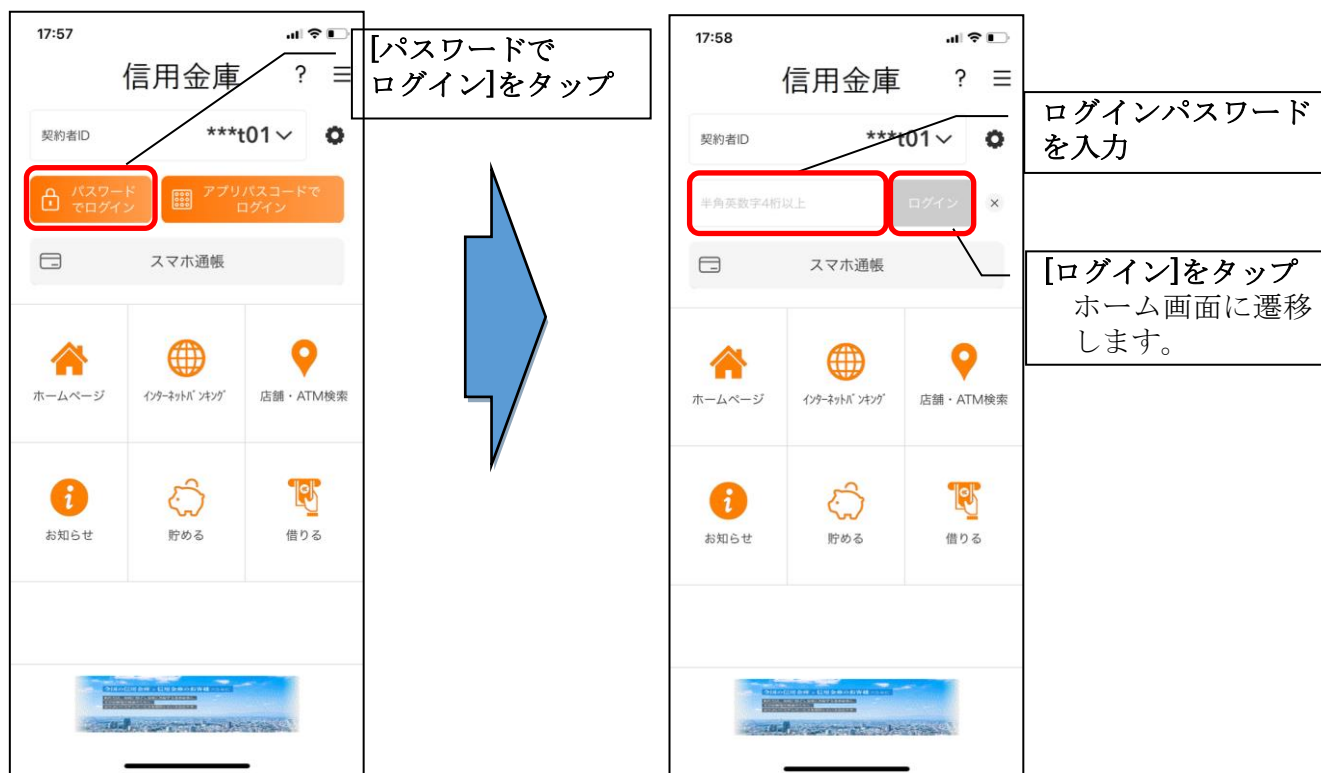 17:57
信用金庫
?
契約者ID
***t01
パスワード
でログイン
アプリパスコードで
ログイン
スマホ通帳
ホームページ
インターネットバンキング
店舗・ATM検索
お知らせ
貯める
借りる
[パスワードで
ログイン]をタップ
17:58
信用金庫
?
契約者ID
***t01
半角英数字4桁以上
ログイン
×
スマホ通帳
ホームページ
インターネットバンキング
店舗・ATM検索
お知らせ
貯める
借りる
ログインパスワード
を入力
[ログイン]をタップ
ホーム画面に遷移
します。